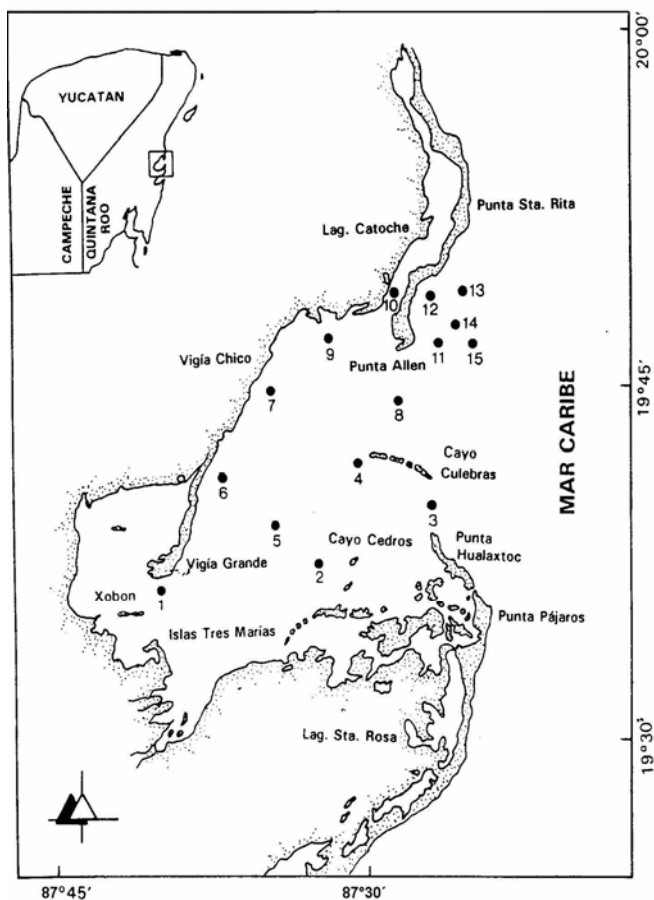 20°00'
YUCATAN
CAMPECHE
QUINTANA
ROO
Punta Sta. Rita
Lag. Catoche
10
12
13
14
9
11
15
Vigía Chico
Punta Allen
19°45'
7
8
MAR CARIBE
4
Cayo
Culebras
6
3
5
Cayo Cedros
Punta
Hualaxtoc
Vigía Grande
2
Xobon
1
Islas Tres Marías
Punta Pájaros
Lag. Sta. Rosa
19°30'
87°45'
87°30'